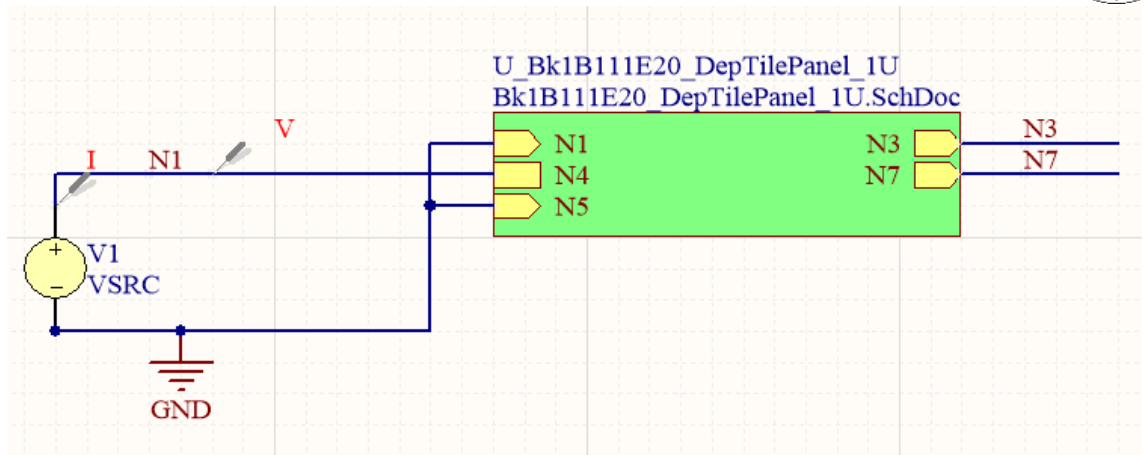 U_Bk1B111E20_DepTilePanel_1U
Bk1B111E20_DepTilePanel_1U.SchDoc
V
I
N1
N1
N3
N3
N4
N7
N7
N5
+
V1
VSRC
−
GND